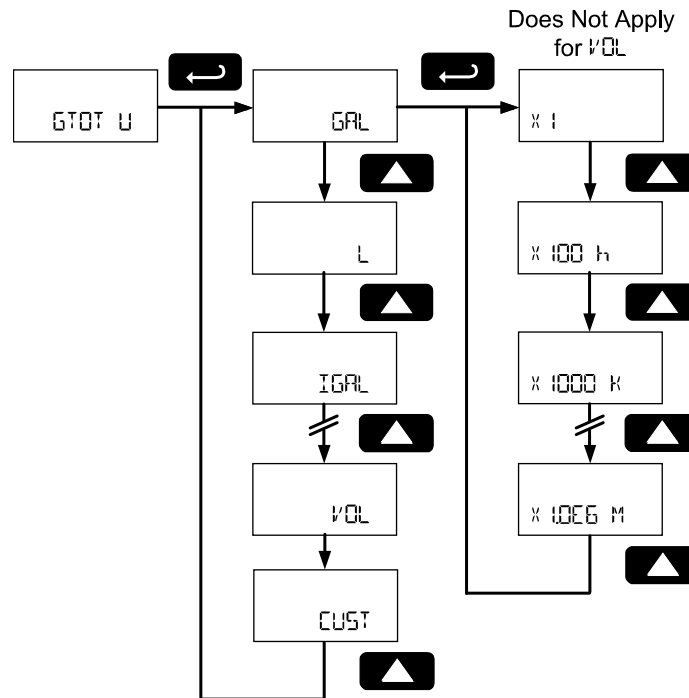 Does Not Apply
for VOL
GTOT U
GAL
X 1
L
X 100 h
IGAL
X 1000 K
VOL
X 1.0E6 M
CUST